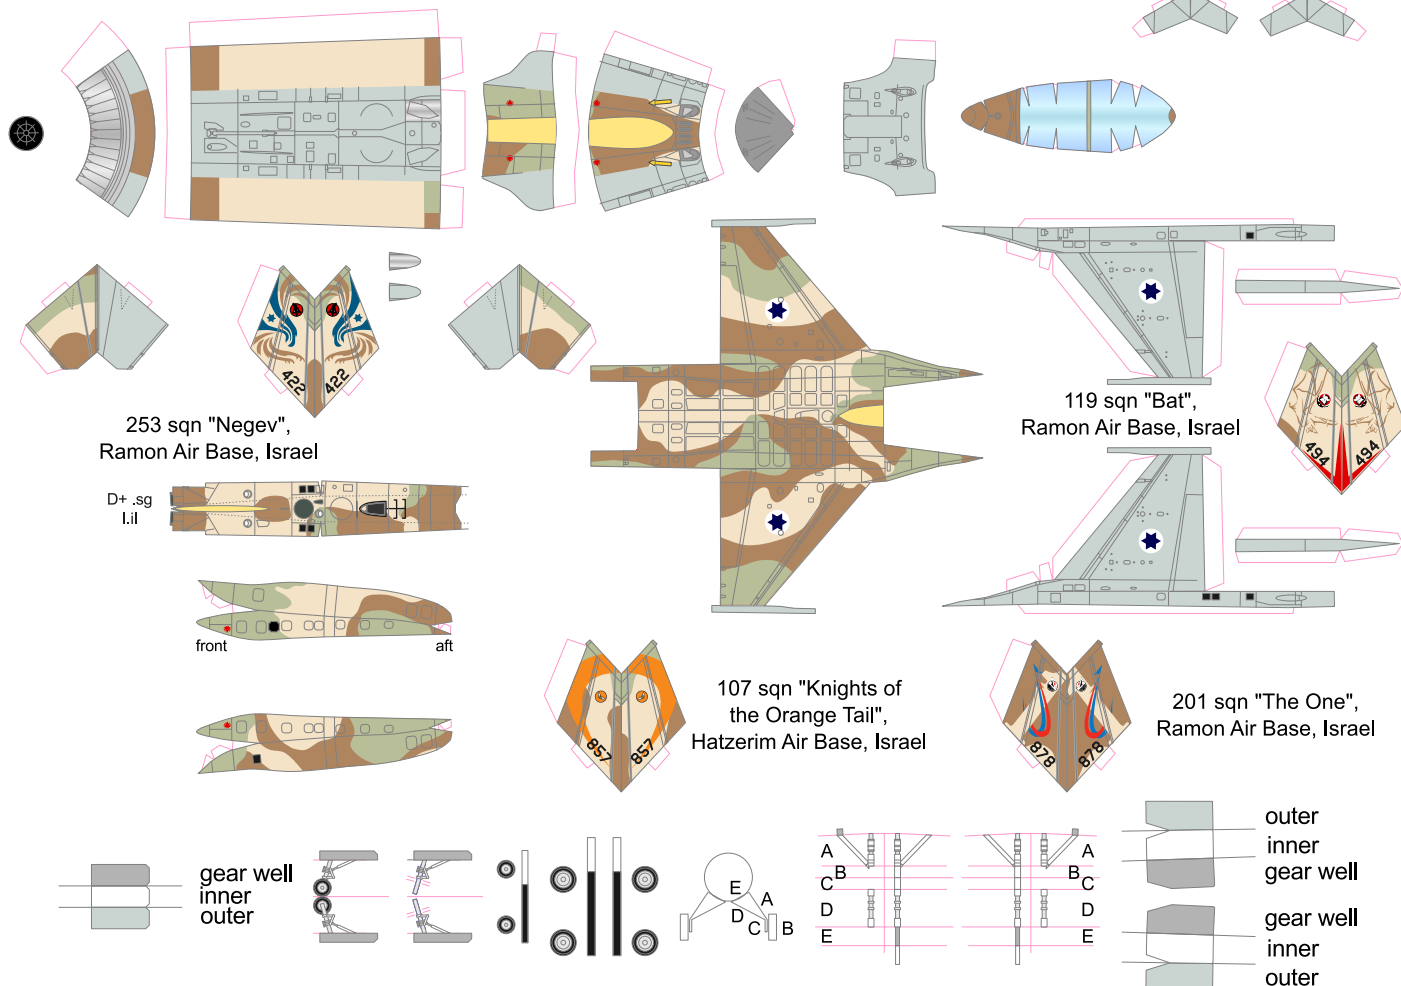 422 422
253 sqn "Negev",
Ramon Air Base, Israel
119 sqn "Bat",
Ramon Air Base, Israel
494 494
D+ .sg
I.il
front aft
857 857
107 sqn "Knights of
the Orange Tail",
Hatzerim Air Base, Israel
878 878
201 sqn "The One",
Ramon Air Base, Israel
gear well
inner
outer
E
A
D
C B
A
B
C
D
E
A
B
C
D
E
outer
inner
gear well
gear well
inner
outer